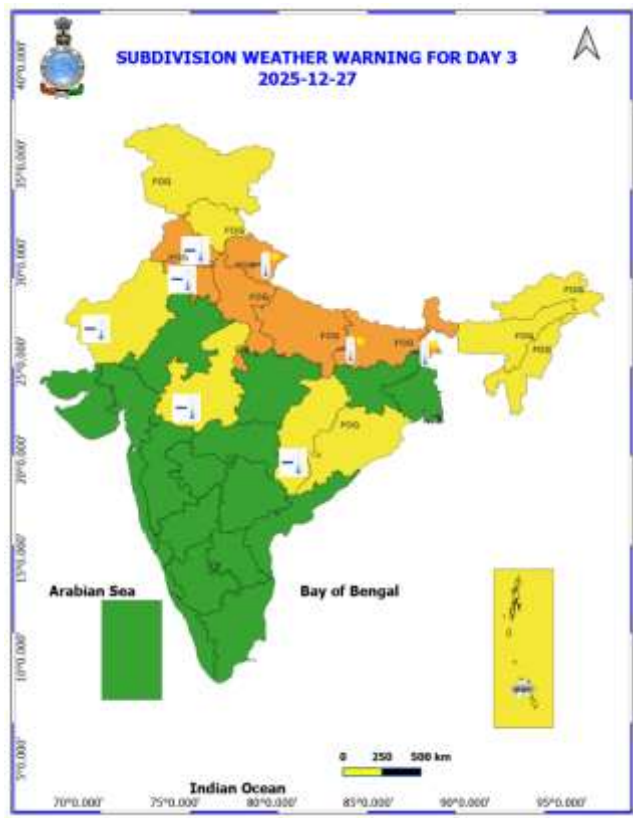 SUBDIVISION WEATHER WARNING FOR DAY 3
2025-12-27
40°0.000'
35°0.000'
FOG
FOG
30°0.000'
FOG
FOG
FOG
FOG
FOG
FOG
FOG
25°0.000'
FOG
20°0.000'
15°0.000'
Arabian Sea
Bay of Bengal
10°0.000'
5°0.000'
0 250 500 km
Indian Ocean
70°0.000' 75°0.000' 80°0.000' 85°0.000' 90°0.000' 95°0.000'